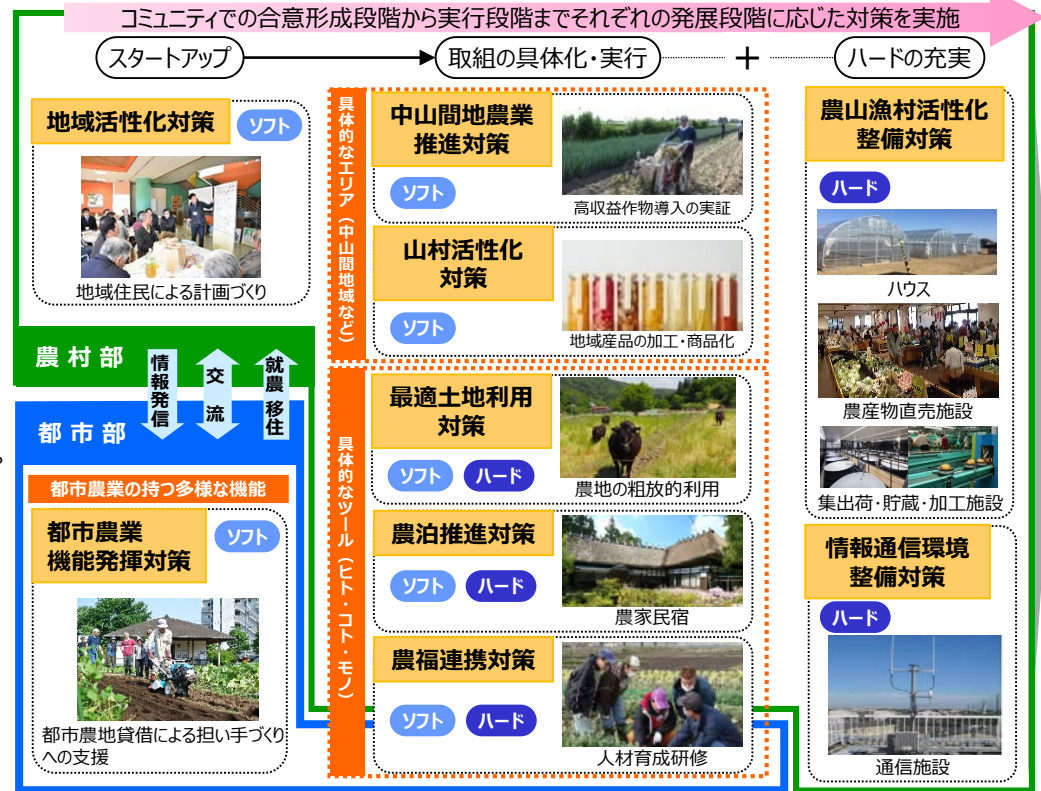 コミュニティでの合意形成段階から実行段階までそれぞれの発展段階に応じた対策を実施
スタートアップ
取組の具体化・実行
＋
ハードの充実
地域活性化対策
ソフト
地域住民による計画づくり
農村部
情報発信
交流
就農 移住
都市部
。
都市農業の持つ多様な機能
都市農業
機能発揮対策
ソフト
都市農地貸借による担い手づくり
への支援
具体的なエリア（中山間地域など）
中山間地農業
推進対策
ソフト
高収益作物導入の実証
山村活性化
対策
ソフト
地域産品の加工・商品化
具体的なツール（ヒト・コト・モノ）
最適土地利用
対策
ソフト
ハード
農地の粗放的利用
農泊推進対策
ソフト
ハード
農家民宿
農福連携対策
ソフト
ハード
人材育成研修
農山漁村活性化
整備対策
ハード
ハウス
農産物直売施設
集出荷・貯蔵・加工施設
情報通信環境
整備対策
ハード
通信施設